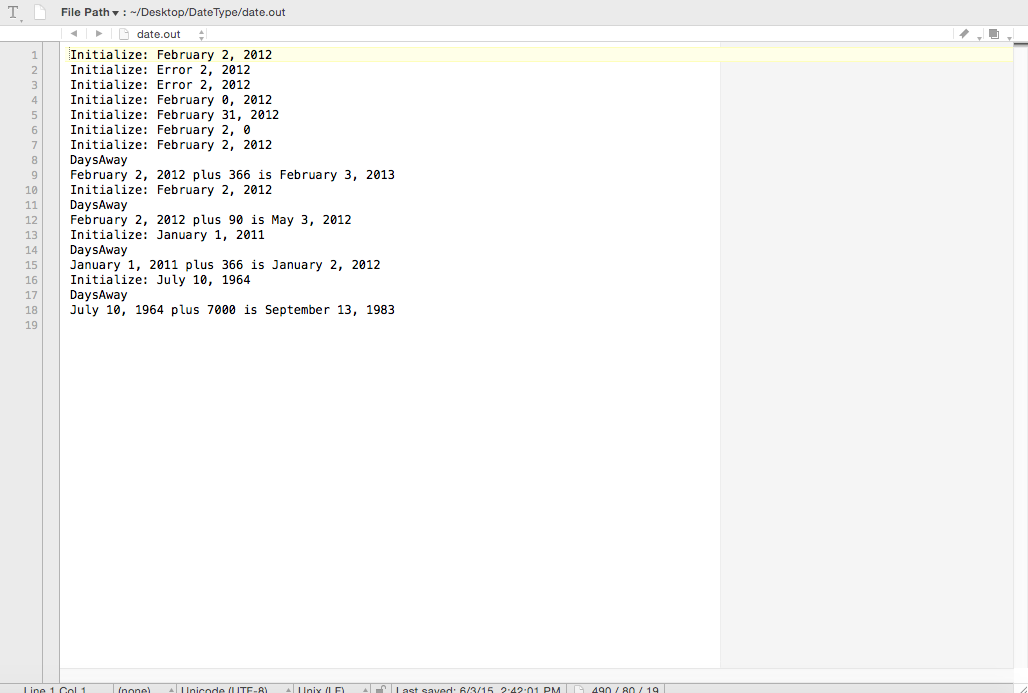 T File Path ▾ : ~/Desktop/DateType/date.out
date.out
1 Initialize: February 2, 2012
2 Initialize: Error 2, 2012
3 Initialize: Error 2, 2012
4 Initialize: February 0, 2012
5 Initialize: February 31, 2012
6 Initialize: February 2, 0
7 Initialize: February 2, 2012
8 DaysAway
9 February 2, 2012 plus 366 is February 3, 2013
10 Initialize: February 2, 2012
11 DaysAway
12 February 2, 2012 plus 90 is May 3, 2012
13 Initialize: January 1, 2011
14 DaysAway
15 January 1, 2011 plus 366 is January 2, 2012
16 Initialize: July 10, 1964
17 DaysAway
18 July 10, 1964 plus 7000 is September 13, 1983
19
Line 1 Col 1 (none) Unicode (UTF-8) Unix (LF) Last saved: 6/3/15, 2:42:01 PM 490 / 80 / 19